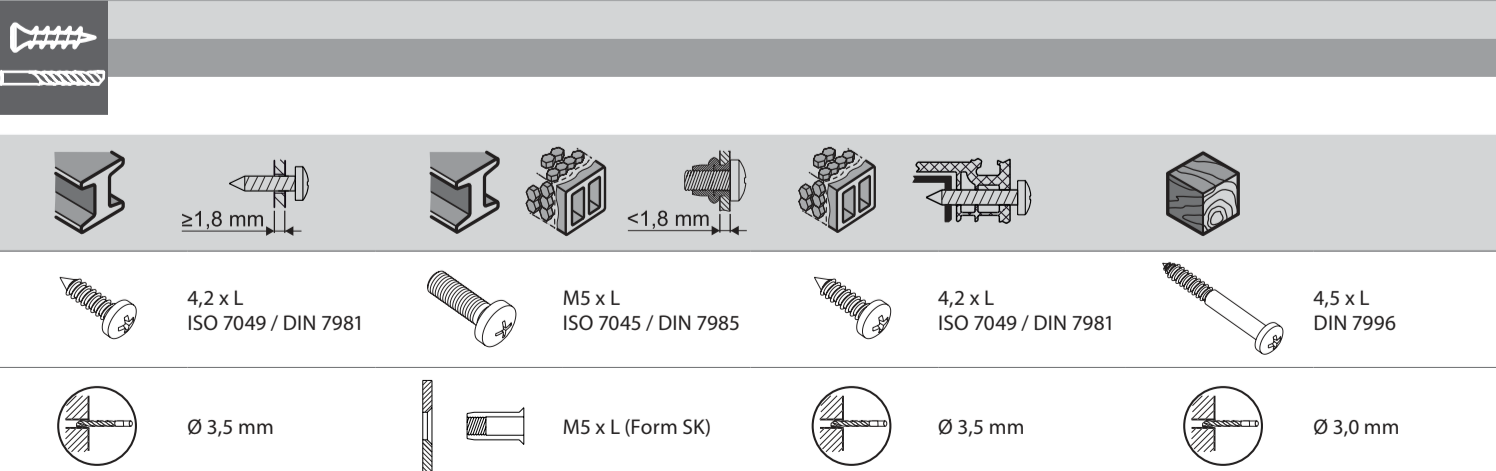 ≥1,8 mm
<1,8 mm
4,2 x L
ISO 7049 / DIN 7981
M5 x L
ISO 7045 / DIN 7985
4,2 x L
ISO 7049 / DIN 7981
4,5 x L
DIN 7996
Ø 3,5 mm
M5 x L (Form SK)
Ø 3,5 mm
Ø 3,0 mm